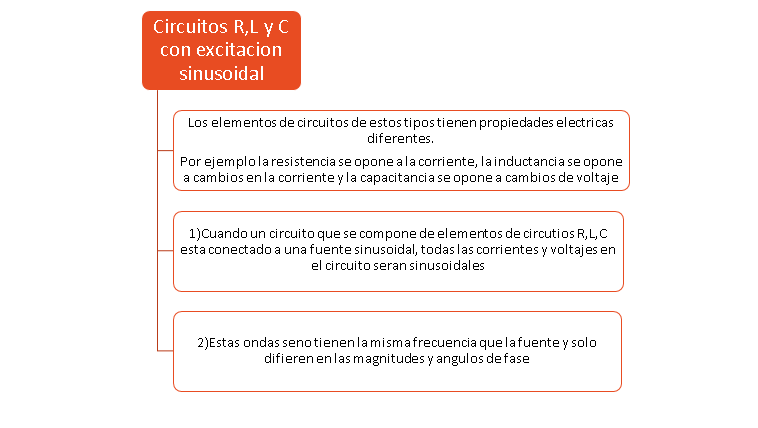 Circuitos R,L y C
con excitacion
sinusoidal
Los elementos de circuitos de estos tipos tienen propiedades electricas
diferentes.
Por ejemplo la resistencia se opone a la corriente, la inductancia se opone
a cambios en la corriente y la capacitancia se opone a cambios de voltaje
1)Cuando un circuito que se compone de elementos de circutios R,L,C
esta conectado a una fuente sinusoidal, todas las corrientes y voltajes en
el circuito seran sinusoidales
2)Estas ondas seno tienen la misma frecuencia que la fuente y solo
difieren en las magnitudes y angulos de fase